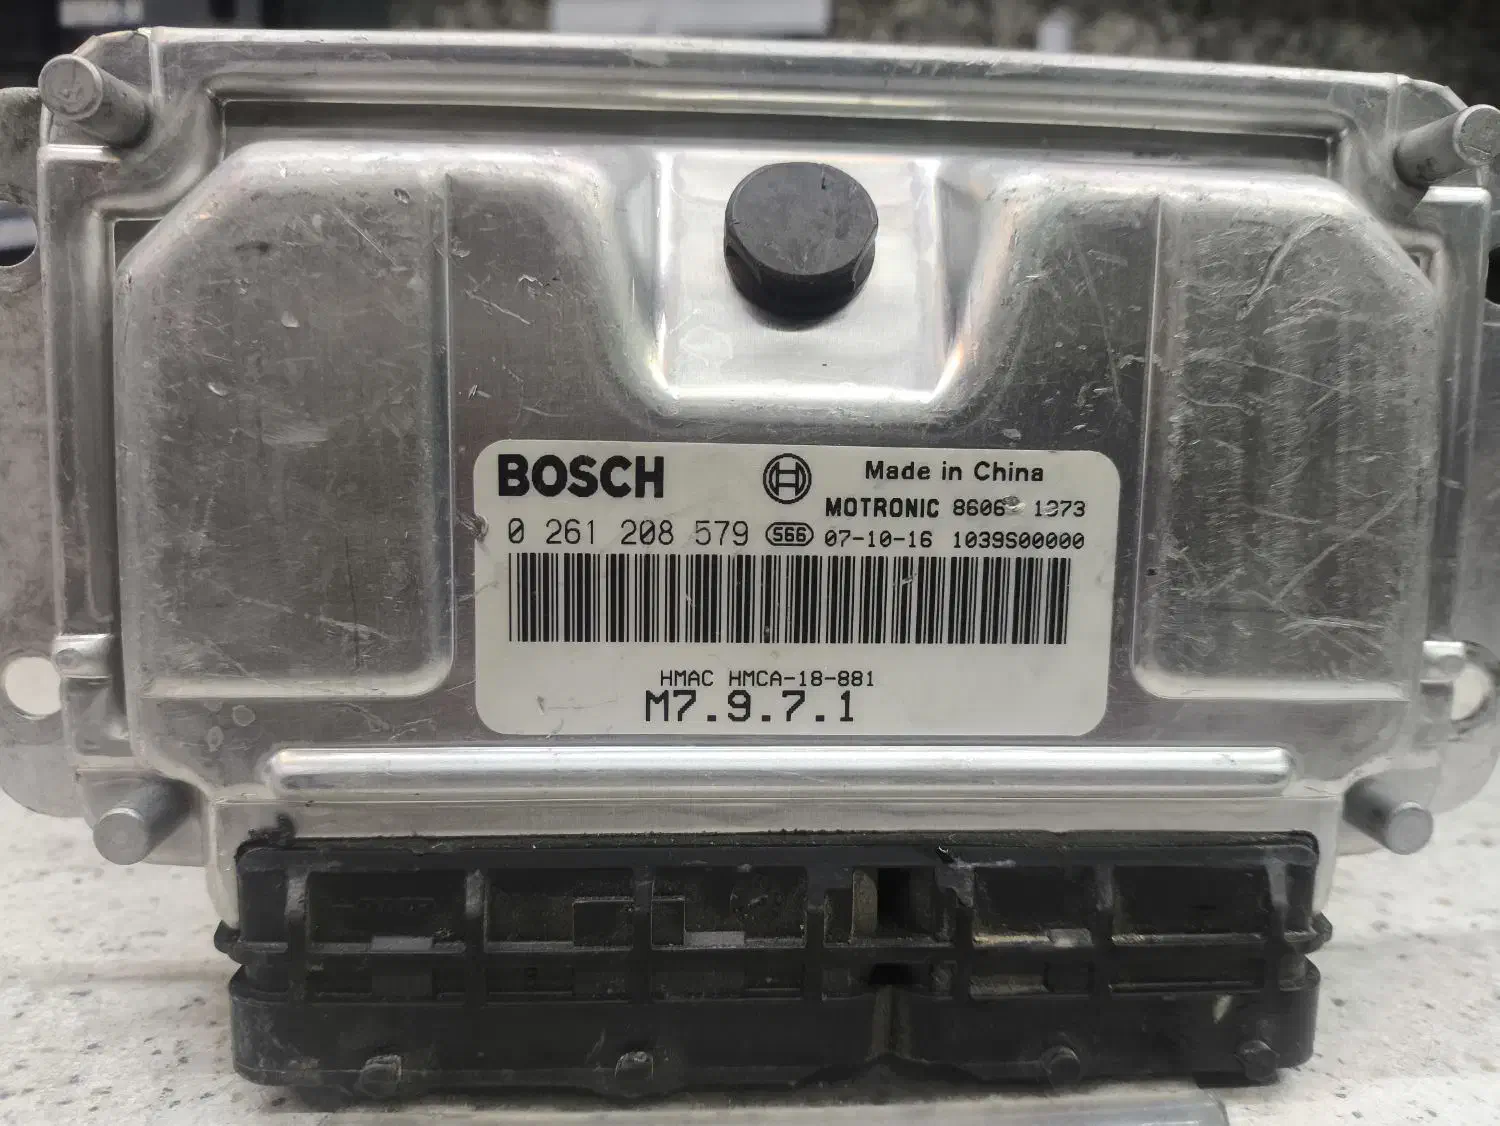 BOSCH
Made in China
MOTRONIC
0 261 208 579 S66 07-10-16 1039S00000
HMAC HMCA-18-881
M7.9.7.1